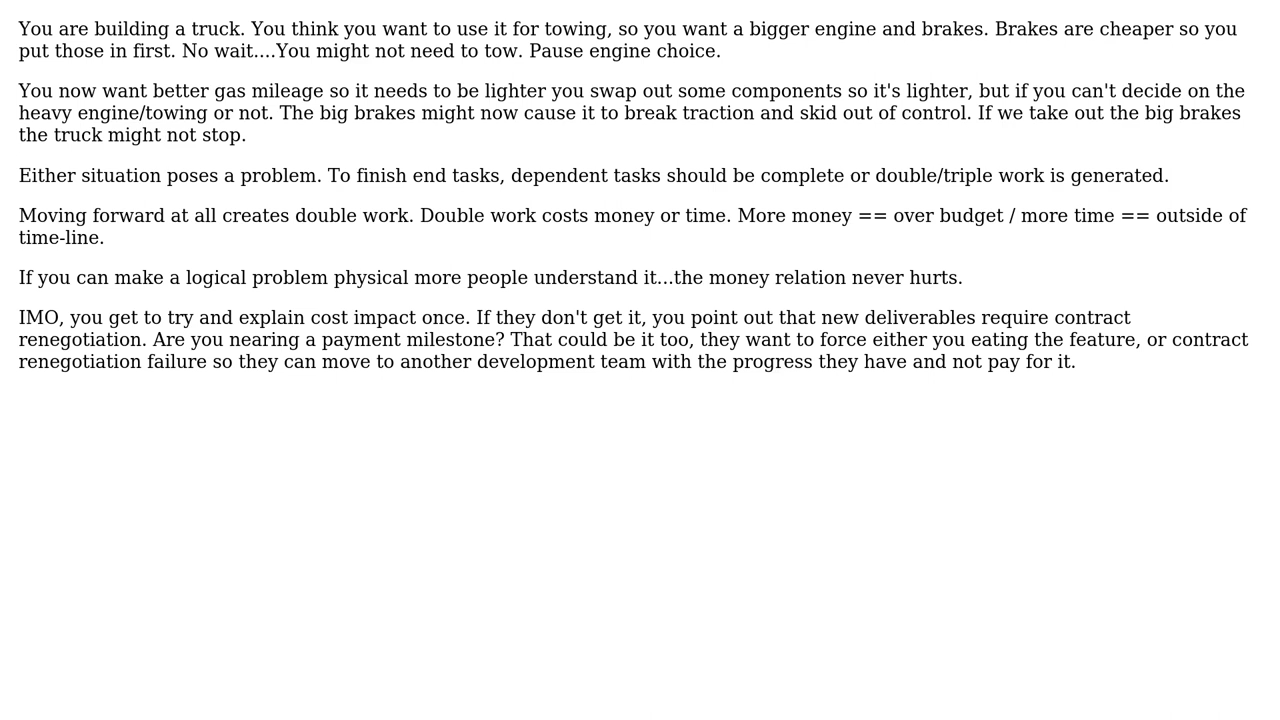 You are building a truck. You think you want to use it for towing, so you want a bigger engine and brakes. Brakes are cheaper so you
put those in first. No wait....You might not need to tow. Pause engine choice.
You now want better gas mileage so it needs to be lighter you swap out some components so it's lighter, but if you can't decide on the
heavy engine/towing or not. The big brakes might now cause it to break traction and skid out of control. If we take out the big brakes
the truck might not stop.
Either situation poses a problem. To finish end tasks, dependent tasks should be complete or double/triple work is generated.
Moving forward at all creates double work. Double work costs money or time. More money == over budget / more time == outside of
time-line.
If you can make a logical problem physical more people understand it...the money relation never hurts.
IMO, you get to try and explain cost impact once. If they don't get it, you point out that new deliverables require contract
renegotiation. Are you nearing a payment milestone? That could be it too, they want to force either you eating the feature, or contract
renegotiation failure so they can move to another development team with the progress they have and not pay for it.